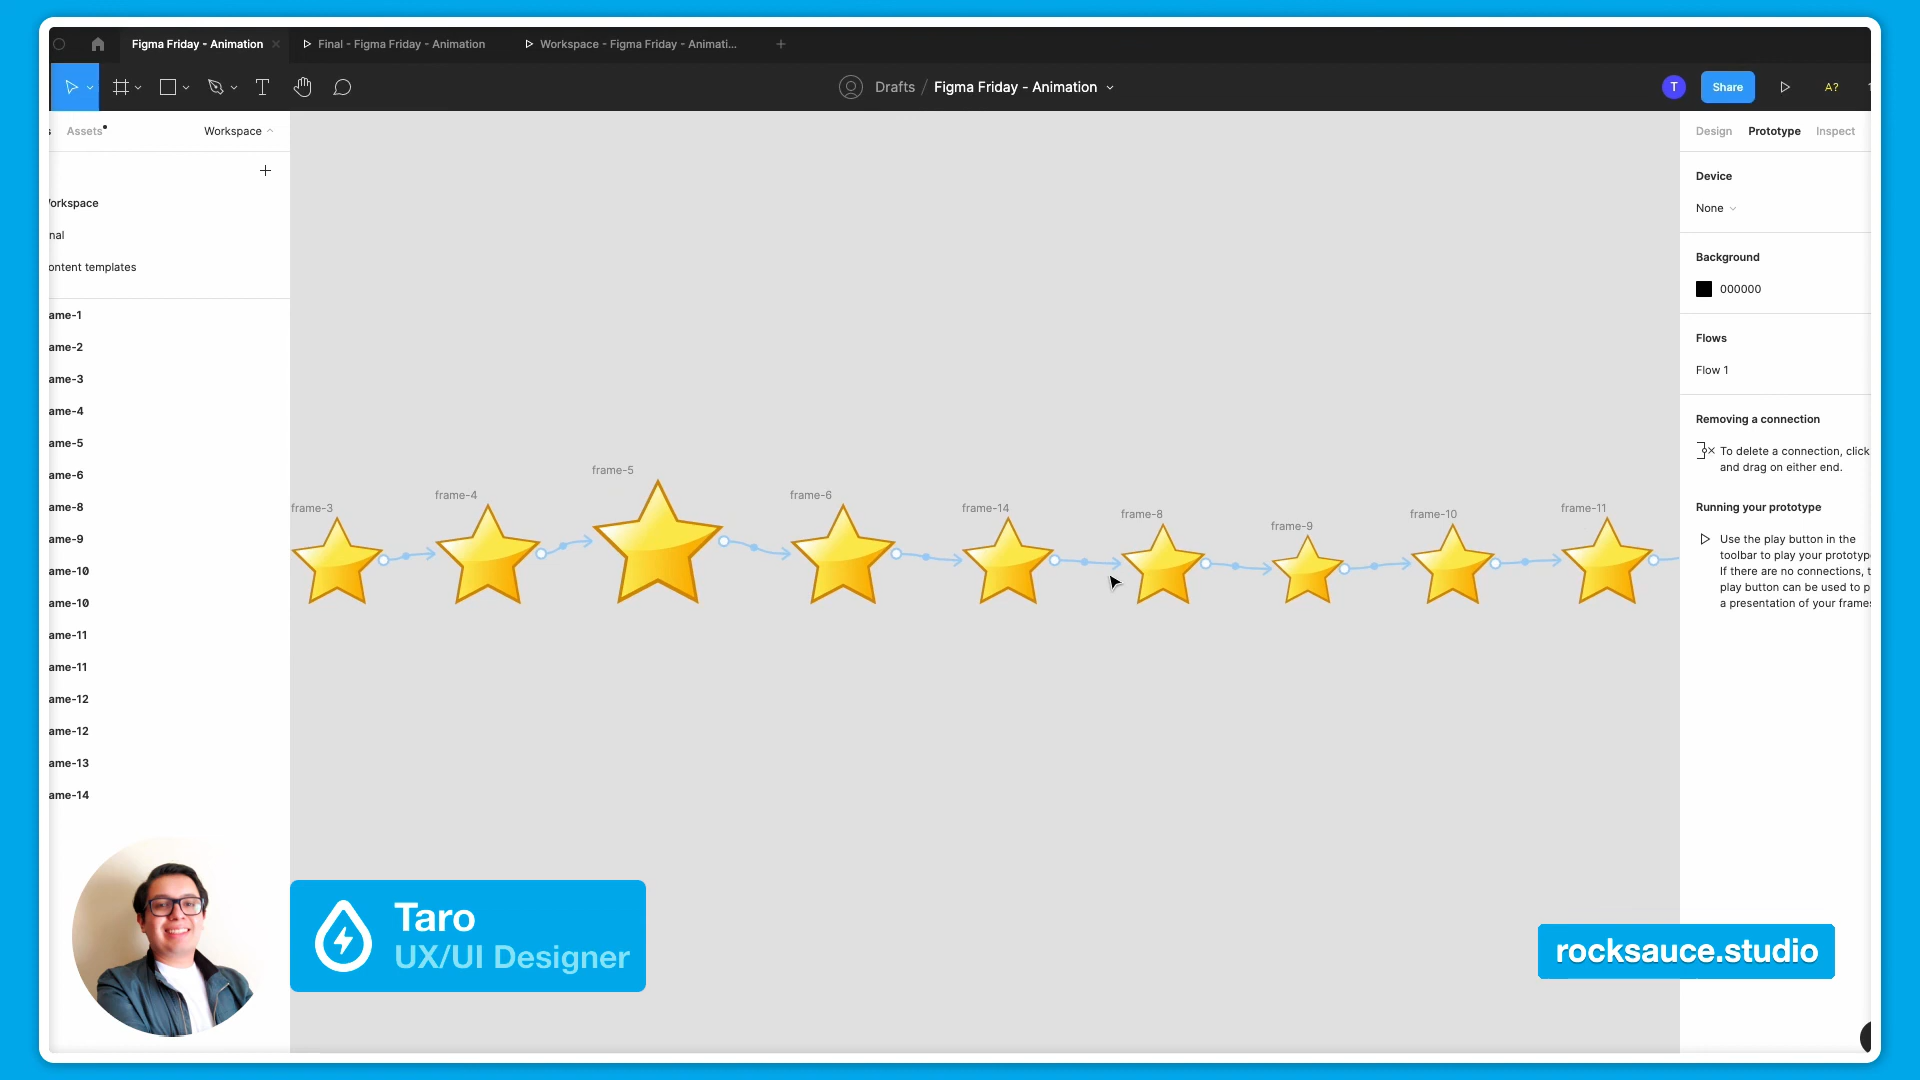 Figma Friday - Animation
Final - Figma Friday - Animation
Workspace - Figma Friday - Animati...
Drafts / Figma Friday - Animation
T
Share
A?
Assets
Workspace
Design
Prototype
Inspect
orkspace
nal
ontent templates
ame-1
ame-2
ame-3
ame-4
ame-5
ame-6
ame-8
ame-9
ame-10
ame-10
ame-11
ame-11
ame-12
ame-12
ame-13
ame-14
frame-3
frame-4
frame-5
frame-6
frame-14
frame-8
frame-9
frame-10
frame-11
Device
None
Background
000000
Flows
Flow 1
Removing a connection
To delete a connection, click
and drag on either end.
Running your prototype
Use the play button in the
toolbar to play your prototyp
If there are no connections, t
play button can be used to p
a presentation of your frames
Taro
UX/UI Designer
rocksauce.studio